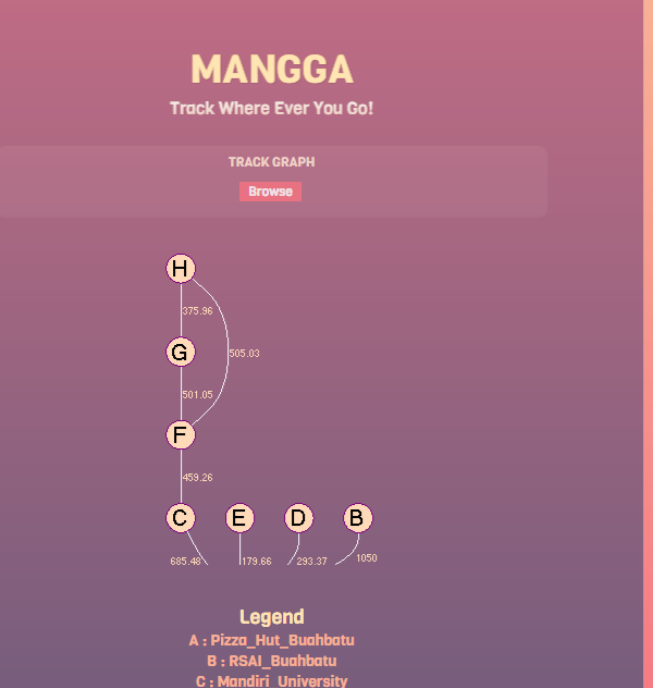 MANGGA
Track Where Ever You Go!
TRACK GRAPH
Browse
H
375.96
G
505.03
501.05
F
459.26
C E D B
685.48 179.66 293.37 1050
Legend
A : Pizza_Hut_Buahbatu
B : RSAI_Buahbatu
C : Mandiri_University